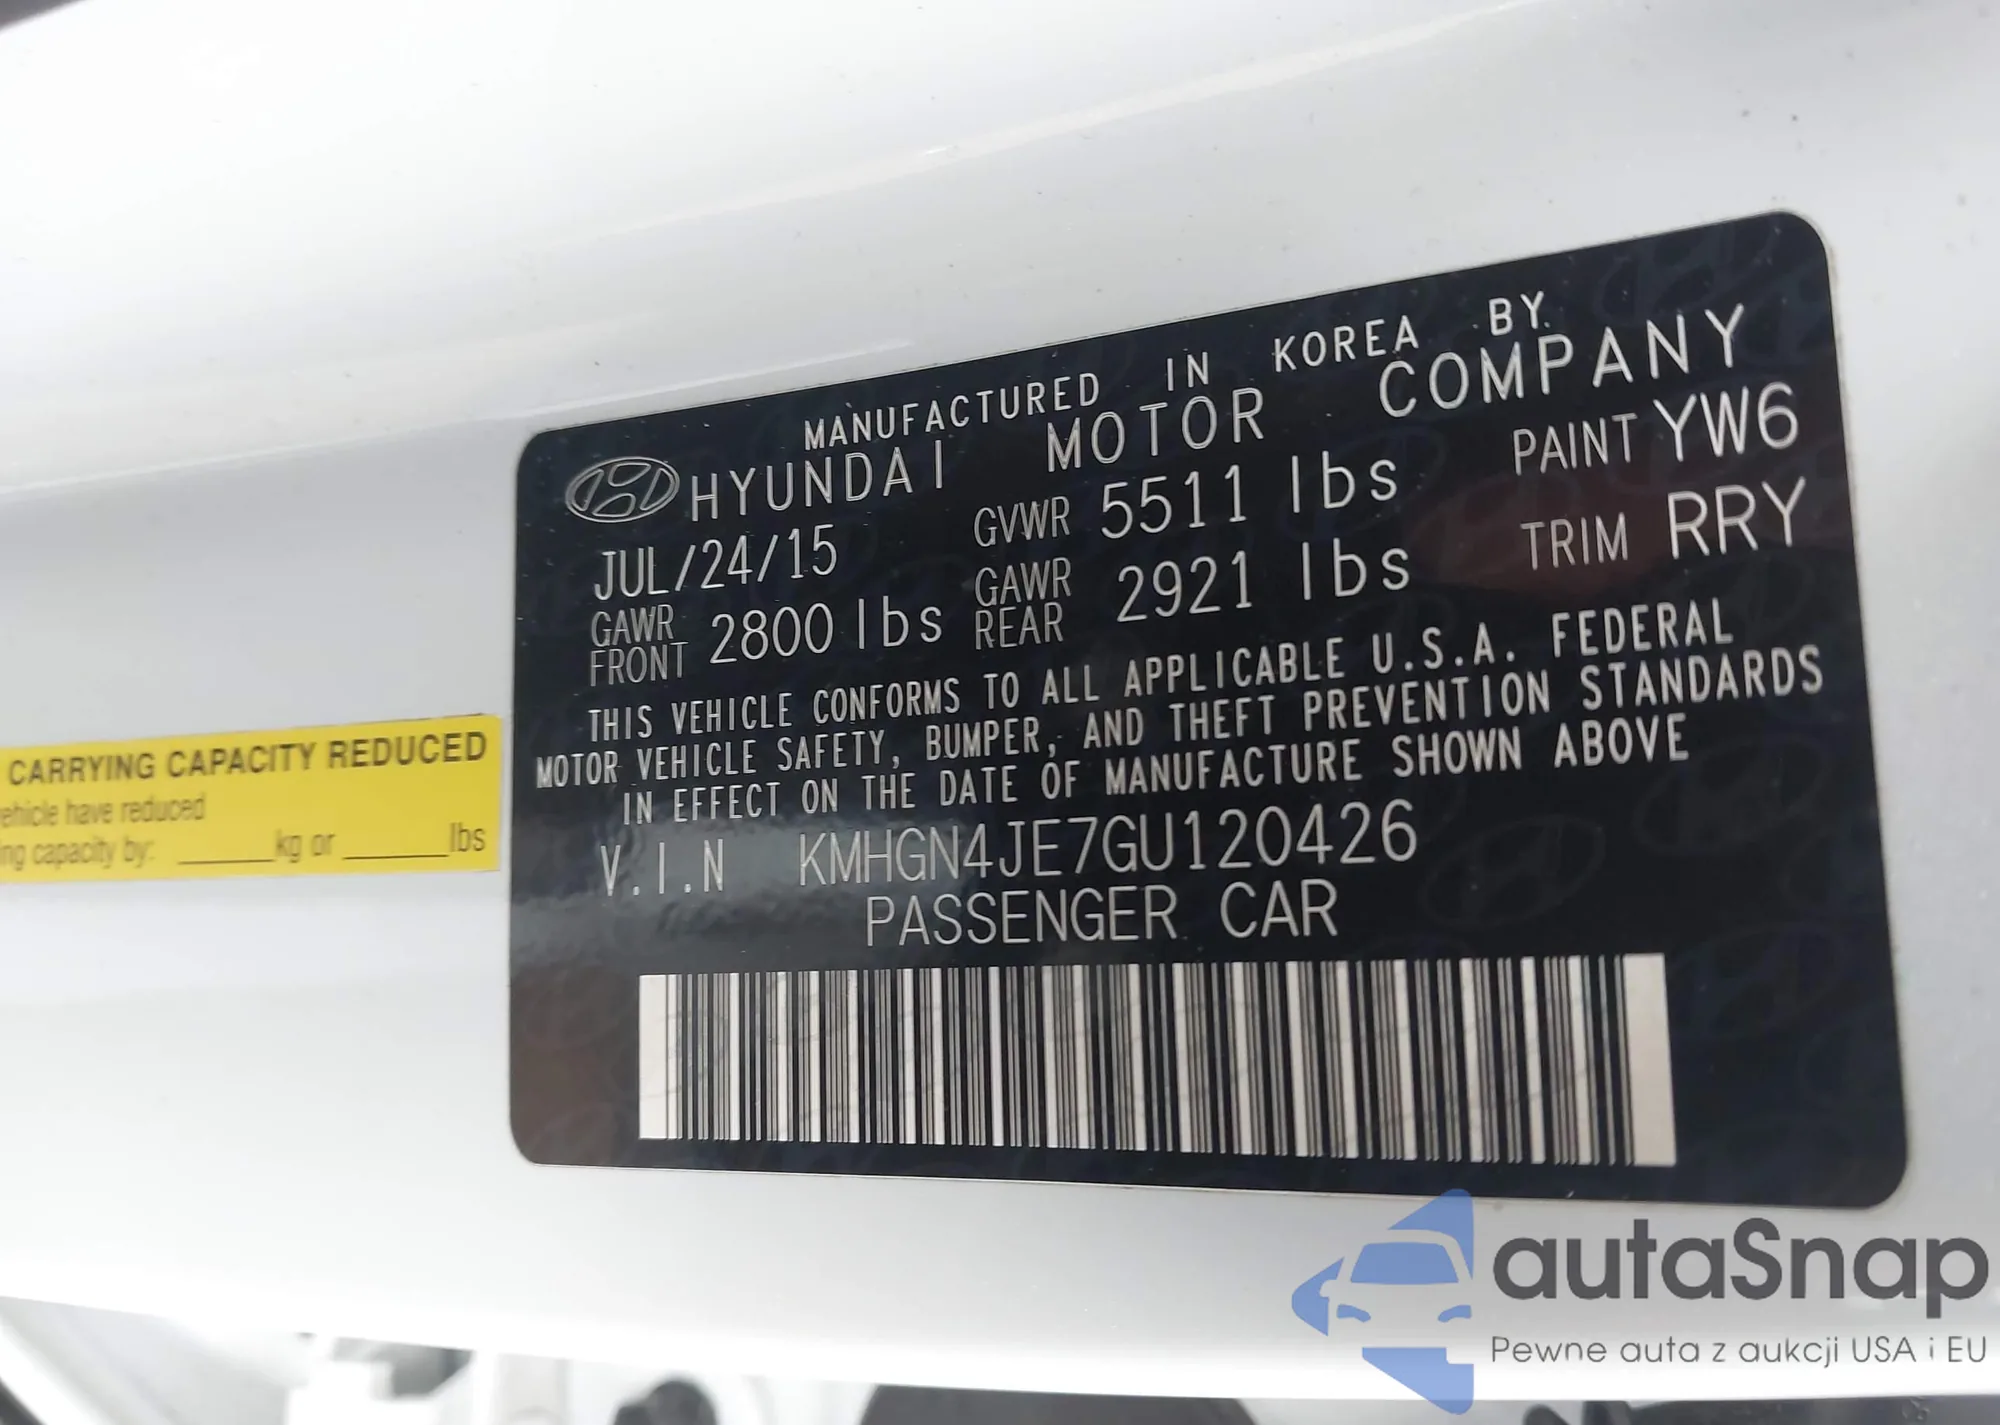 MANUFACTURED IN KOREA BY
HYUNDAI MOTOR COMPANY
JUL/24/15 GVWR 5511 lbs PAINT YW6
GAWR FRONT 2800 lbs GAWR REAR 2921 lbs TRIM RRY
THIS VEHICLE CONFORMS TO ALL APPLICABLE U.S.A. FEDERAL
MOTOR VEHICLE SAFETY, BUMPER, AND THEFT PREVENTION STANDARDS
IN EFFECT ON THE DATE OF MANUFACTURE SHOWN ABOVE
V.I.N KMHGN4JE7GU120426
PASSENGER CAR
CARRYING CAPACITY REDUCED
vehicle have reduced
capacity by: ______kg or ______lbs
autaSnap
Pewne auta z aukcji USA i EU